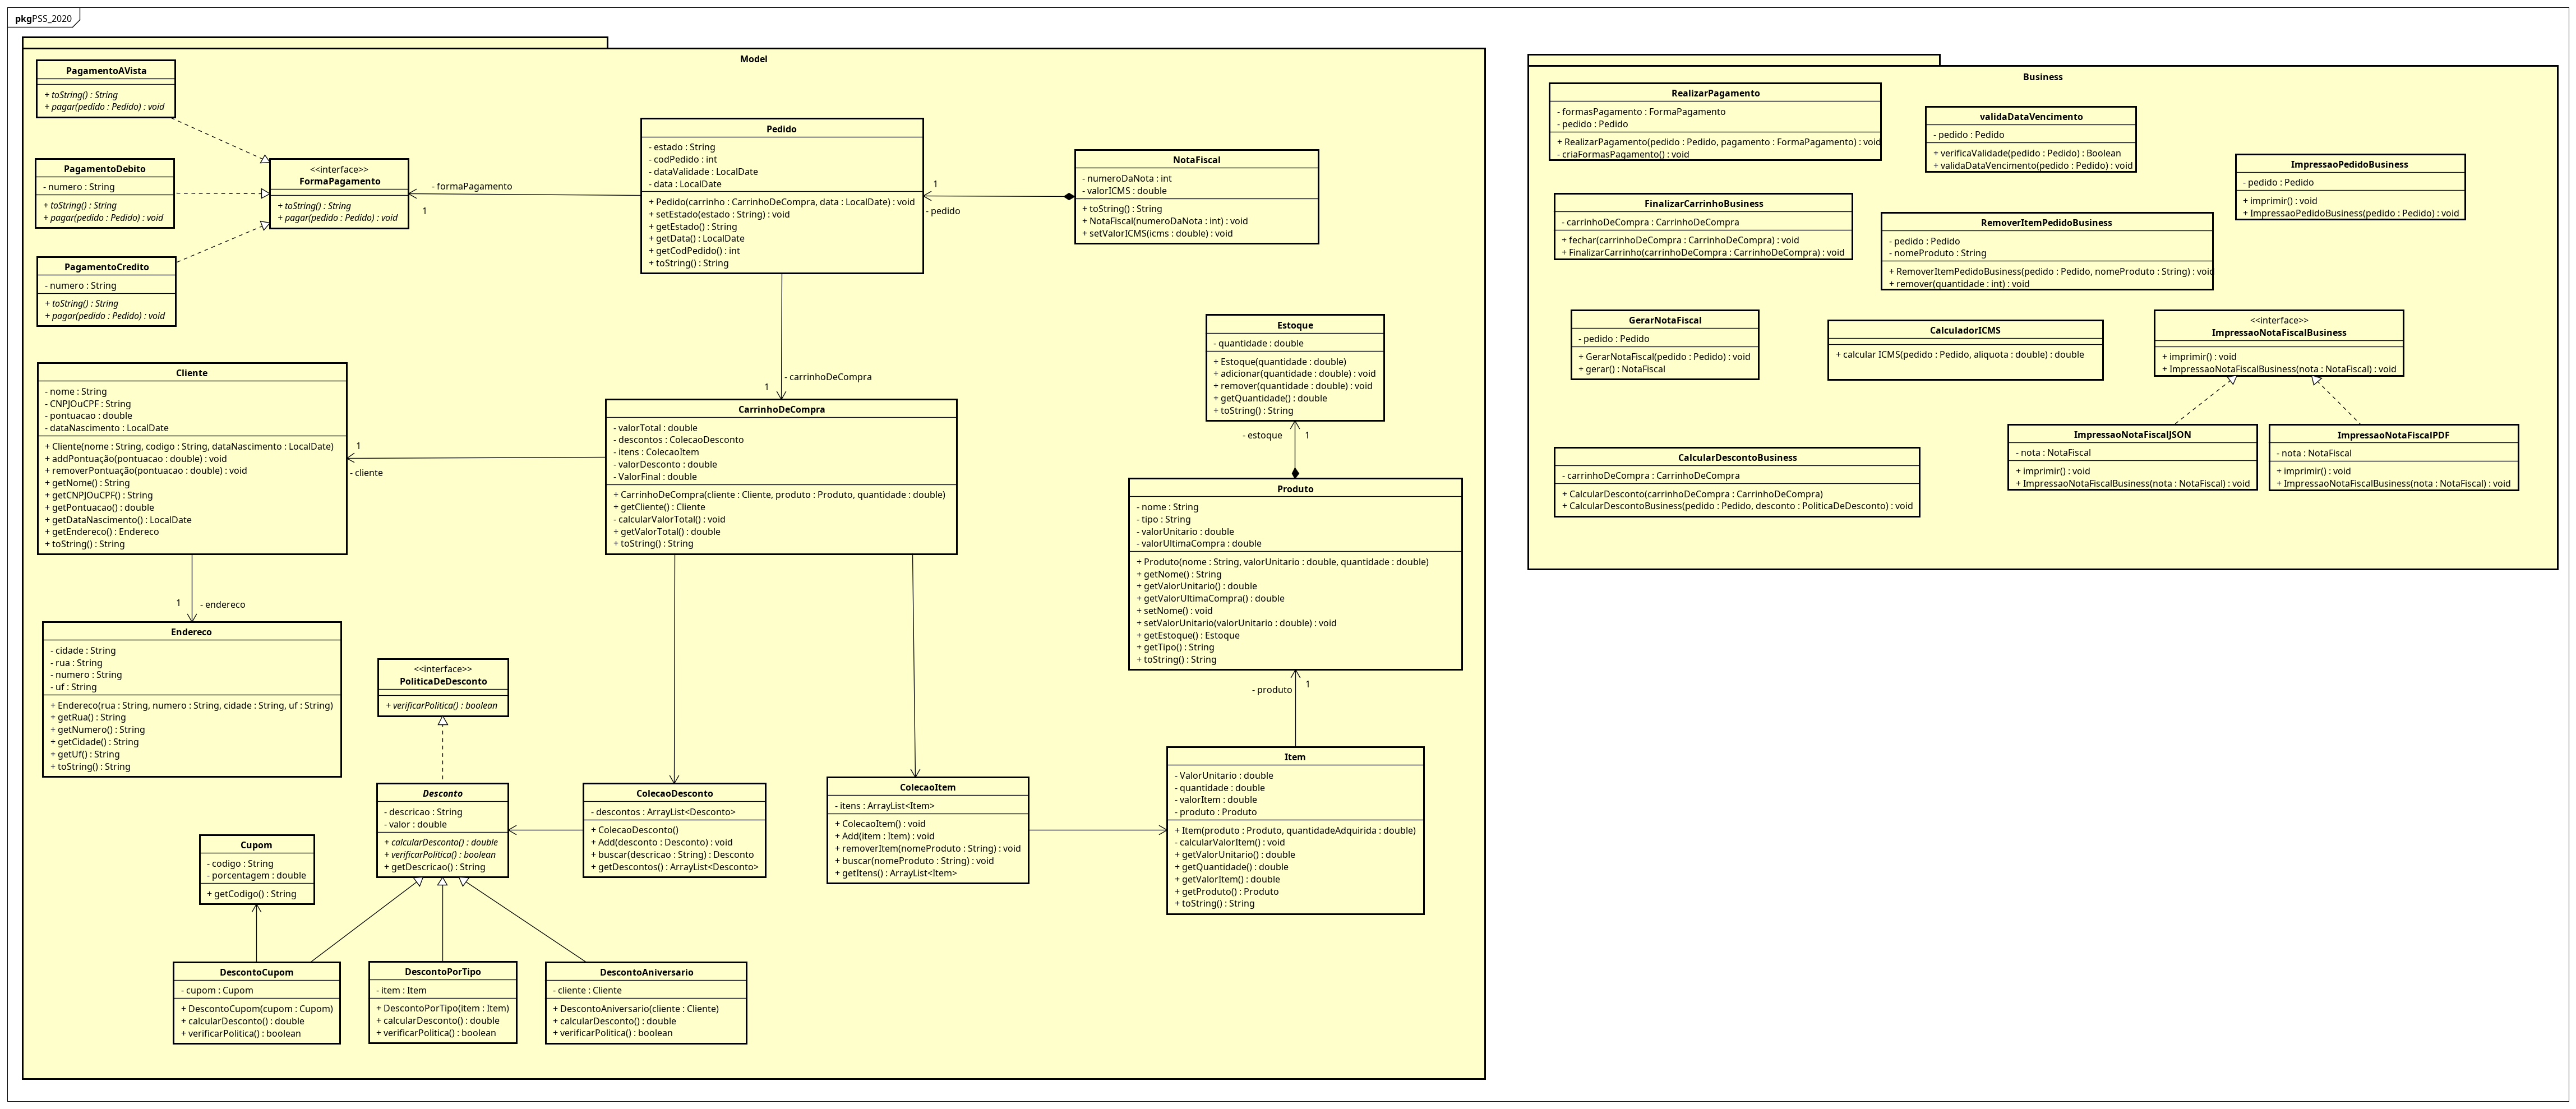 pkgPSS_2020
Model
PagamentoAVista
+ toString() : String
+ pagar(pedido : Pedido) : void
PagamentoDebito
- numero : String
+ toString() : String
+ pagar(pedido : Pedido) : void
PagamentoCredito
- numero : String
+ toString() : String
+ pagar(pedido : Pedido) : void
<<interface>>
FormaPagamento
+ toString() : String
+ pagar(pedido : Pedido) : void
- formaPagamento
1
Pedido
- estado : String
- codPedido : int
- dataValidade : LocalDate
- data : LocalDate
+ Pedido(carrinho : CarrinhoDeCompra, data : LocalDate) : void
+ setEstado(estado : String) : void
+ getEstado() : String
+ getData() : LocalDate
+ getCodPedido() : int
+ toString() : String
1
- pedido
NotaFiscal
- numeroDaNota : int
- valorICMS : double
+ toString() : String
+ NotaFiscal(numeroDaNota : int) : void
+ setValorICMS(icms : double) : void
- carrinhoDeCompra
1
Cliente
- nome : String
- CNPJOuCPF : String
- pontuacao : double
- dataNascimento : LocalDate
+ Cliente(nome : String, codigo : String, dataNascimento : LocalDate)
+ addPontuação(pontuacao : double) : void
+ removerPontuação(pontuacao : double) : void
+ getNome() : String
+ getCNPJOuCPF() : String
+ getPontuacao() : double
+ getDataNascimento() : LocalDate
+ getEndereco() : Endereco
+ toString() : String
1
- cliente
CarrinhoDeCompra
- valorTotal : double
- descontos : ColecaoDesconto
- itens : ColecaoItem
- valorDesconto : double
- ValorFinal : double
+ CarrinhoDeCompra(cliente : Cliente, produto : Produto, quantidade : double)
+ getCliente() : Cliente
- calcularValorTotal() : void
+ getValorTotal() : double
+ toString() : String
Estoque
- quantidade : double
+ Estoque(quantidade : double)
+ adicionar(quantidade : double) : void
+ remover(quantidade : double) : void
+ getQuantidade() : double
+ toString() : String
- estoque
1
Produto
- nome : String
- tipo : String
- valorUnitario : double
- valorUltimaCompra : double
+ Produto(nome : String, valorUnitario : double, quantidade : double)
+ getNome() : String
+ getValorUnitario() : double
+ getValorUltimaCompra() : double
+ setNome() : void
+ setValorUnitario(valorUnitario : double) : void
+ getEstoque() : Estoque
+ getTipo() : String
+ toString() : String
1
- endereco
Endereco
- cidade : String
- rua : String
- numero : String
- uf : String
+ Endereco(rua : String, numero : String, cidade : String, uf : String)
+ getRua() : String
+ getNumero() : String
+ getCidade() : String
+ getUf() : String
+ toString() : String
<<interface>>
PoliticaDeDesconto
+ verificarPolitica() : boolean
- produto
1
Desconto
- descricao : String
- valor : double
+ calcularDesconto() : double
+ verificarPolitica() : boolean
+ getDescricao() : String
ColecaoDesconto
- descontos : ArrayList<Desconto>
+ ColecaoDesconto()
+ Add(desconto : Desconto) : void
+ buscar(descricao : String) : Desconto
+ getDescontos() : ArrayList<Desconto>
ColecaoItem
- itens : ArrayList<Item>
+ ColecaoItem() : void
+ Add(item : Item) : void
+ removerItem(nomeProduto : String) : void
+ buscar(nomeProduto : String) : void
+ getItens() : ArrayList<Item>
Item
- ValorUnitario : double
- quantidade : double
- valorItem : double
- produto : Produto
+ Item(produto : Produto, quantidadeAdquirida : double)
- calcularValorItem() : void
+ getValorUnitario() : double
+ getQuantidade() : double
+ getValorItem() : double
+ getProduto() : Produto
+ toString() : String
Cupom
- codigo : String
- porcentagem : double
+ getCodigo() : String
DescontoCupom
- cupom : Cupom
+ DescontoCupom(cupom : Cupom)
+ calcularDesconto() : double
+ verificarPolitica() : boolean
DescontoPorTipo
- item : Item
+ DescontoPorTipo(item : Item)
+ calcularDesconto() : double
+ verificarPolitica() : boolean
DescontoAniversario
- cliente : Cliente
+ DescontoAniversario(cliente : Cliente)
+ calcularDesconto() : double
+ verificarPolitica() : boolean
Business
RealizarPagamento
- formasPagamento : FormaPagamento
- pedido : Pedido
+ RealizarPagamento(pedido : Pedido, pagamento : FormaPagamento) : void
- criaFormasPagamento() : void
validaDataVencimento
- pedido : Pedido
+ verificaValidade(pedido : Pedido) : Boolean
+ validaDataVencimento(pedido : Pedido) : void
ImpressaoPedidoBusiness
- pedido : Pedido
+ imprimir() : void
+ ImpressaoPedidoBusiness(pedido : Pedido) : void
FinalizarCarrinhoBusiness
- carrinhoDeCompra : CarrinhoDeCompra
+ fechar(carrinhoDeCompra : CarrinhoDeCompra) : void
+ FinalizarCarrinho(carrinhoDeCompra : CarrinhoDeCompra) : void
RemoverItemPedidoBusiness
- pedido : Pedido
- nomeProduto : String
+ RemoverItemPedidoBusiness(pedido : Pedido, nomeProduto : String) : void
+ remover(quantidade : int) : void
GerarNotaFiscal
- pedido : Pedido
+ GerarNotaFiscal(pedido : Pedido) : void
+ gerar() : NotaFiscal
CalculadorICMS
+ calcular ICMS(pedido : Pedido, aliquota : double) : double
<<interface>>
ImpressaoNotaFiscalBusiness
+ imprimir() : void
+ ImpressaoNotaFiscalBusiness(nota : NotaFiscal) : void
CalcularDescontoBusiness
- carrinhoDeCompra : CarrinhoDeCompra
+ CalcularDesconto(carrinhoDeCompra : CarrinhoDeCompra)
+ CalcularDescontoBusiness(pedido : Pedido, desconto : PoliticaDeDesconto) : void
ImpressaoNotaFiscalJSON
- nota : NotaFiscal
+ imprimir() : void
+ ImpressaoNotaFiscalBusiness(nota : NotaFiscal) : void
ImpressaoNotaFiscalPDF
- nota : NotaFiscal
+ imprimir() : void
+ ImpressaoNotaFiscalBusiness(nota : NotaFiscal) : void